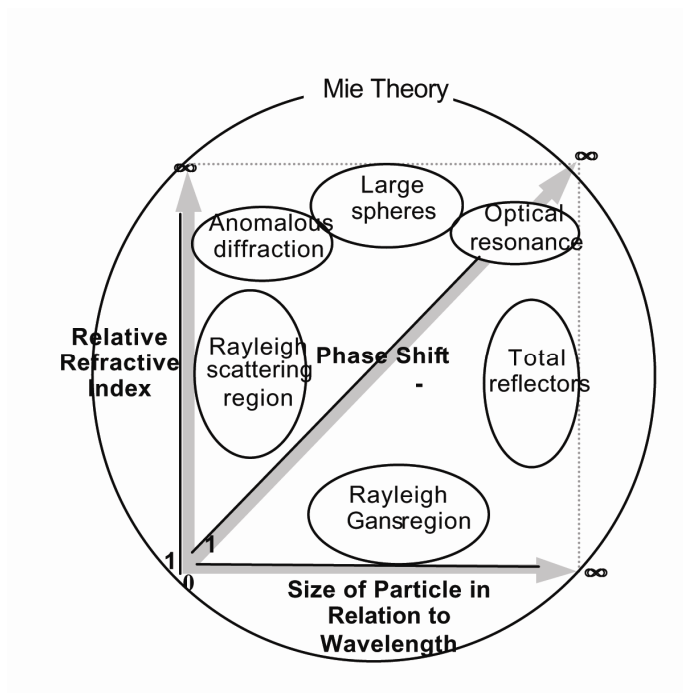 Mie Theory
∞
∞
Large
spheres
Anomalous
diffraction
Optical
resonance
Relative
Refractive
Index
Rayleigh
scattering
region
Phase Shift
-
Total
reflectors
Rayleigh
Gansregion
1
1
0
∞
Size of Particle in
Relation to
Wavelength